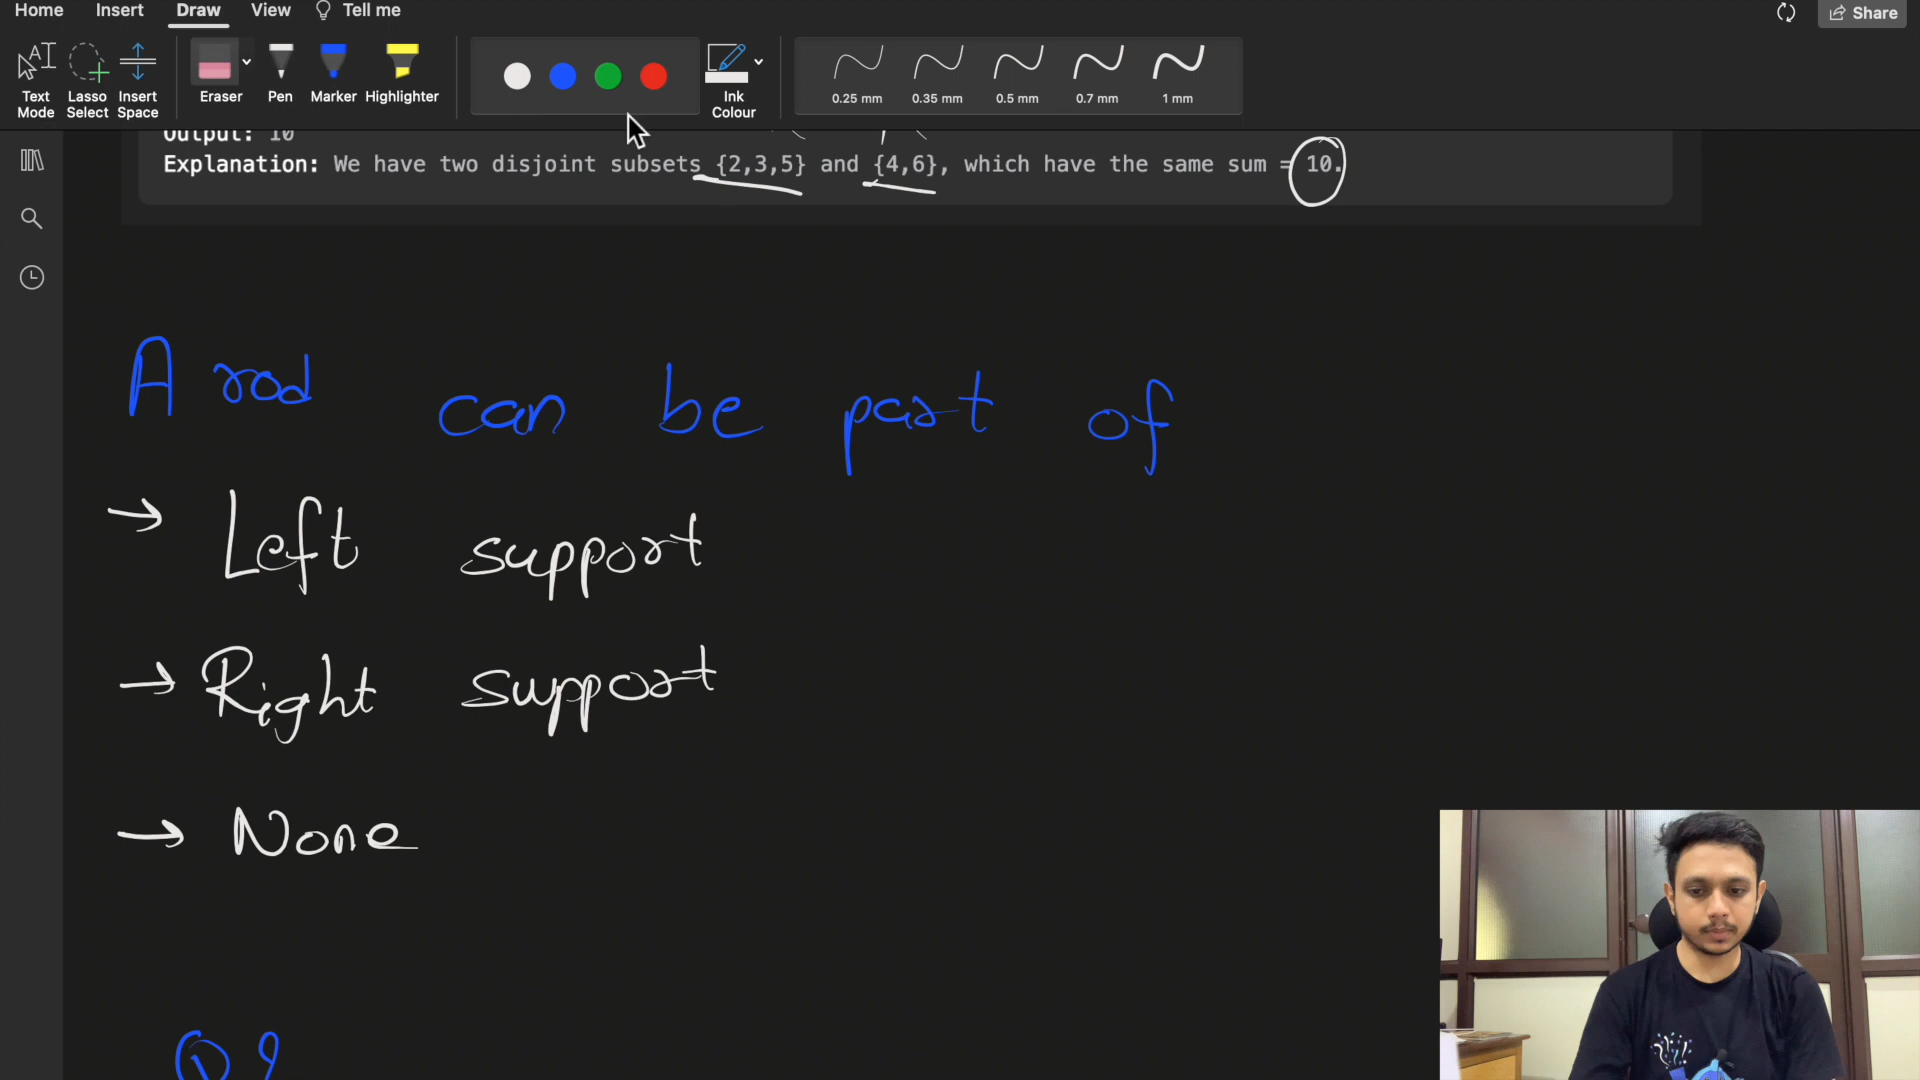 Home Insert Draw View Tell me Share
Text Mode
Lasso Select
Insert Space
Eraser
Pen
Marker
Highlighter
Ink Colour
0.25 mm
0.35 mm
0.5 mm
0.7 mm
1 mm
Output: 10
Explanation: We have two disjoint subsets {2,3,5} and {4,6}, which have the same sum = 10.
A rod can be part of
→ Left support
→ Right support
→ None